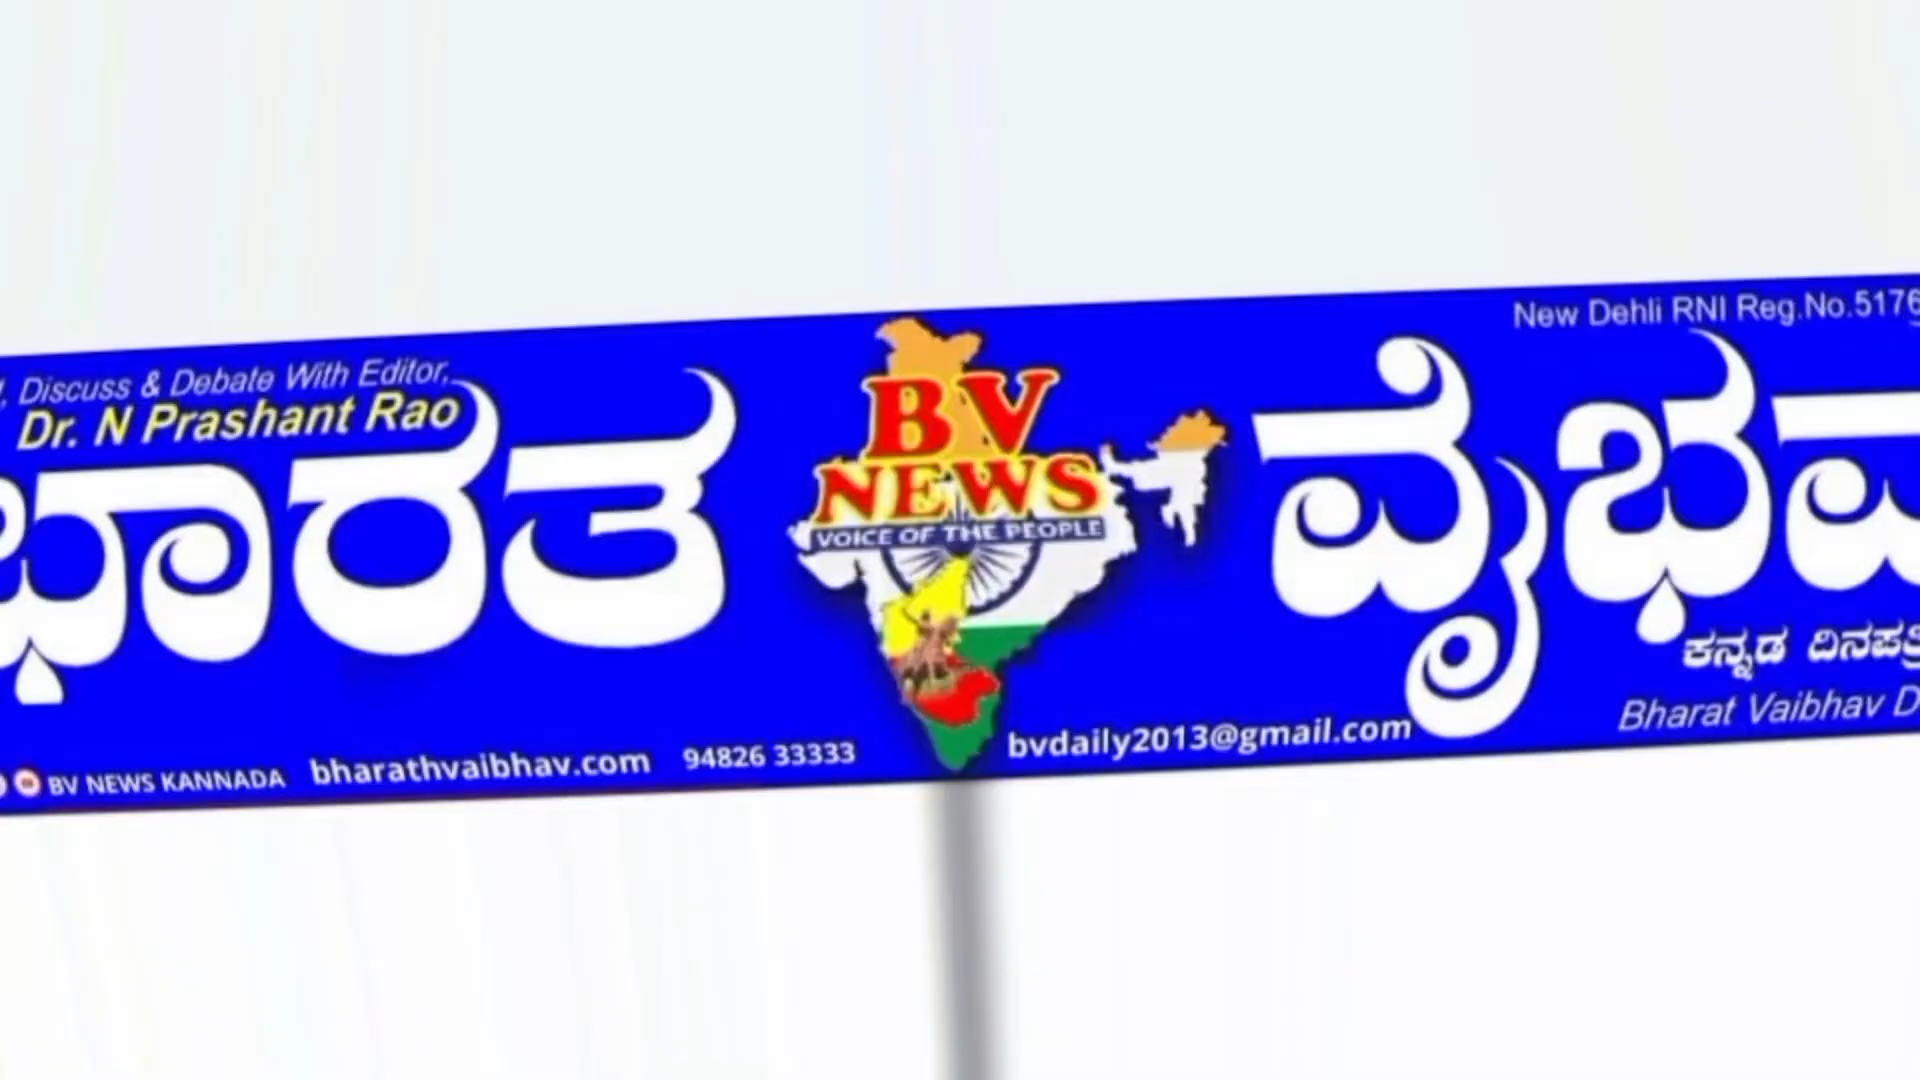 Discuss & Debate With Editor,
Dr. N Prashant Rao
New Dehli RNI Reg.No.5176
ಭಾರತ
BV
NEWS
VOICE OF THE PEOPLE
ವೈಭವ
ಕನ್ನಡ
Bharat Vaibhav
BV NEWS KANNADA bharathvaibhav.com 94826 33333 bvdaily2013@gmail.com